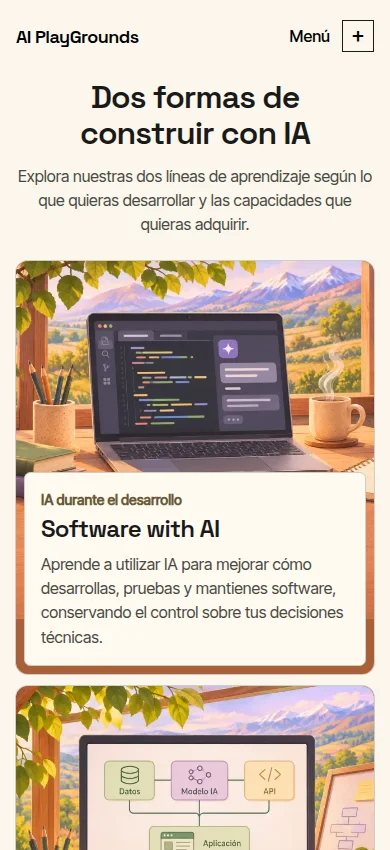 AI PlayGrounds
Menú
Dos formas de
construir con IA
Explora nuestras dos líneas de aprendizaje según lo
que quieras desarrollar y las capacidades que
quieras adquirir.
IA durante el desarrollo
Software with AI
Aprende a utilizar IA para mejorar cómo
desarrollas, pruebas y mantienes software,
conservando el control sobre tus decisiones
técnicas.
Datos
Modelo IA
API
Aplicación